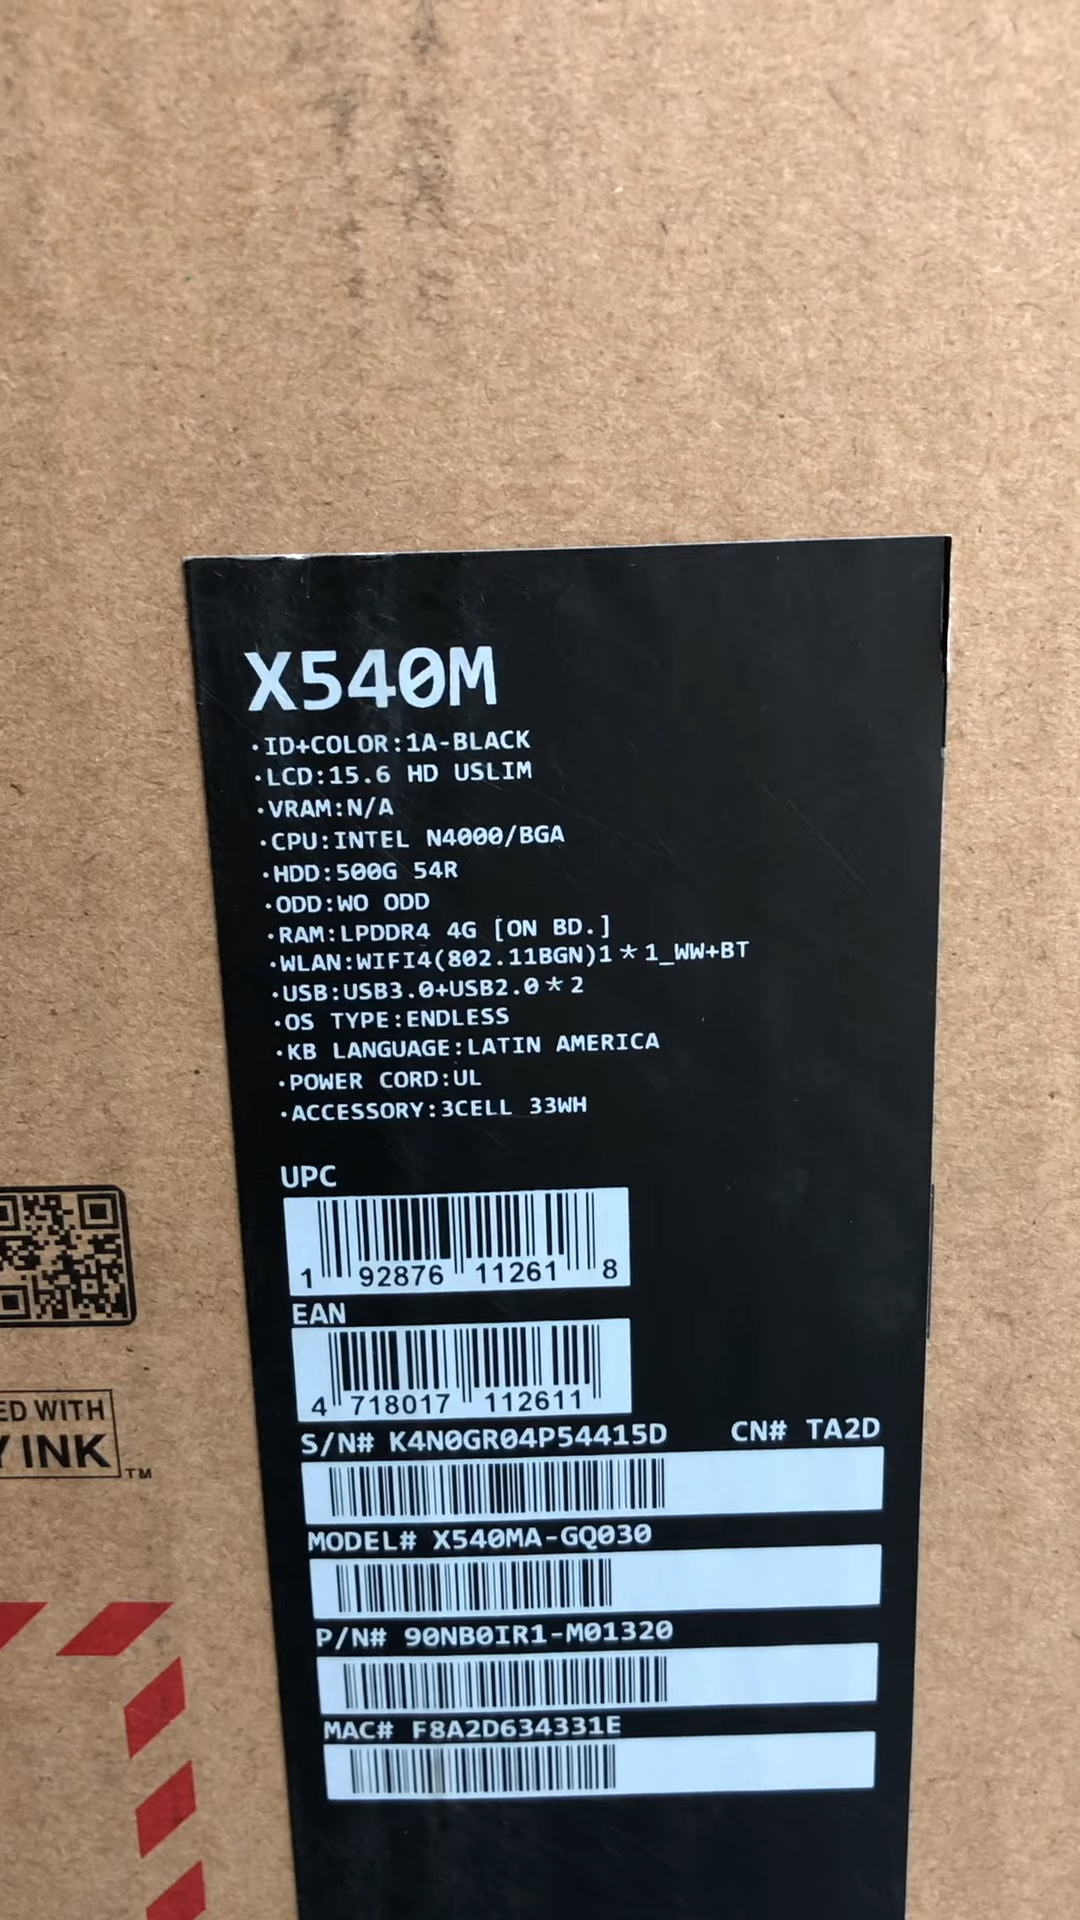 X540M
·ID+COLOR:1A-BLACK
·LCD:15.6 HD USLIM
·VRAM:N/A
·CPU:INTEL N4000/BGA
·HDD:500G 54R
·ODD:WO ODD
·RAM:LPDDR4 4G [ON BD.]
·WLAN:WIFI4(802.11BGN)1*1_WW+BT
·USB:USB3.0+USB2.0*2
·OS TYPE:ENDLESS
·KB LANGUAGE:LATIN AMERICA
·POWER CORD:UL
·ACCESSORY:3CELL 33WH
UPC
1 92876 11261 8
EAN
4 718017 112611
S/N# K4N0GR04P54415D CN# TA2D
MODEL# X540MA-GQ030
P/N# 90NB0IR1-M01320
MAC# F8A2D634331E
ED WITH
Y INK™